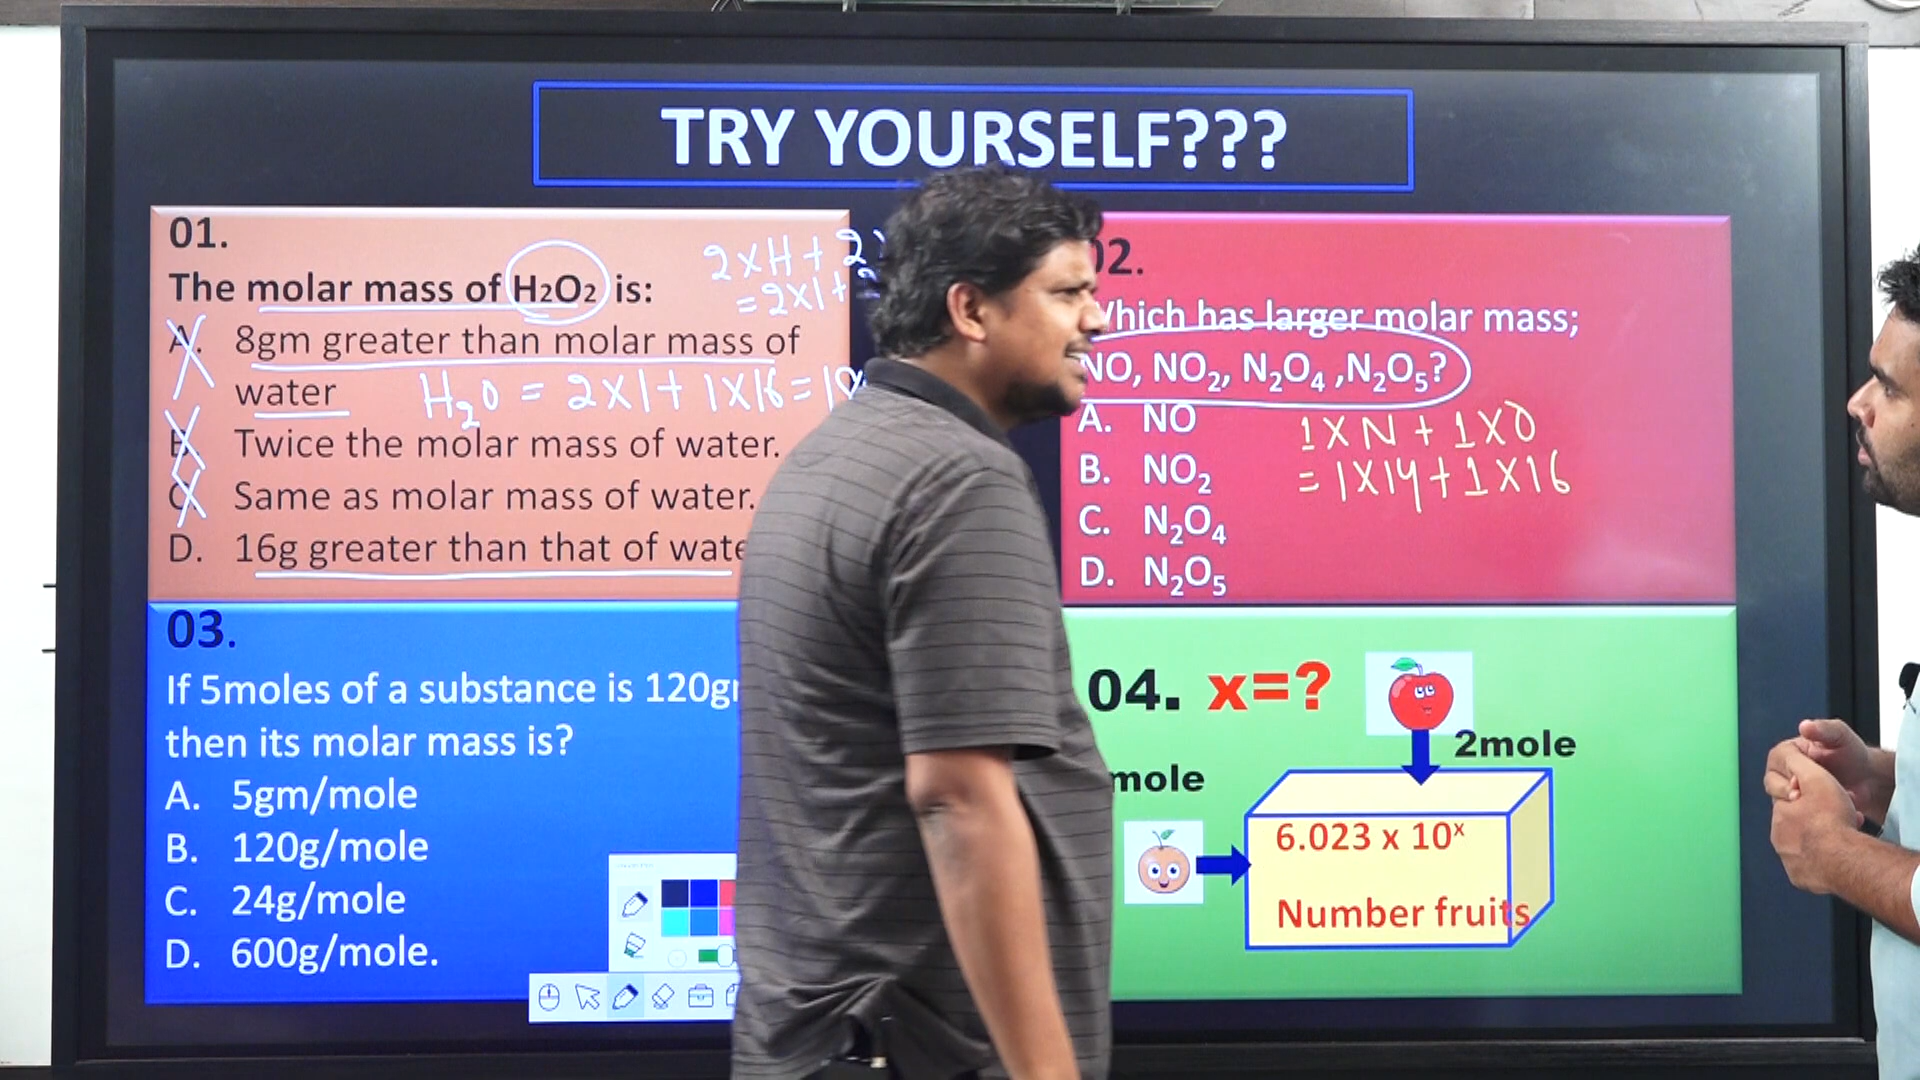 TRY YOURSELF???
01.
The molar mass of H2O2 is:
2XH + 2
= 2X1 +
A. 8gm greater than molar mass of
water
H₂O = 2X1 + 1X16 = 18
B. Twice the molar mass of water.
C. Same as molar mass of water.
D. 16g greater than that of
02.
Which has larger molar mass;
NO, NO₂, N₂O₄ ,N₂O₅?
A. NO
B. NO₂
C. N₂O₄
D. N₂O₅
1XN + 1XO
= 1X14 + 1X16
03.
If 5moles of a substance is
then its molar mass is?
A. 5gm/mole
B. 120g/mole
C. 24g/mole
D. 600g/mole.
04. x=?
2mole
mole
6.023 x 10ˣ
Number fruits